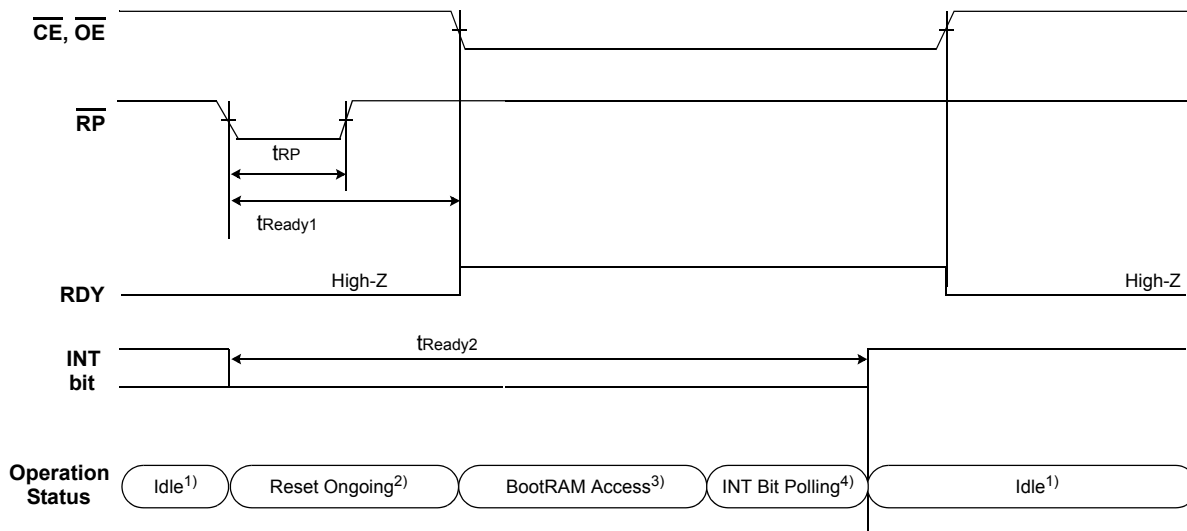 CE, OE
RP
tRP
tReady1
High-Z
High-Z
RDY
tReady2
INT
bit
Operation
Status
Idle1)
Reset Ongoing2)
BootRAM Access3)
INT Bit Polling4)
Idle1)